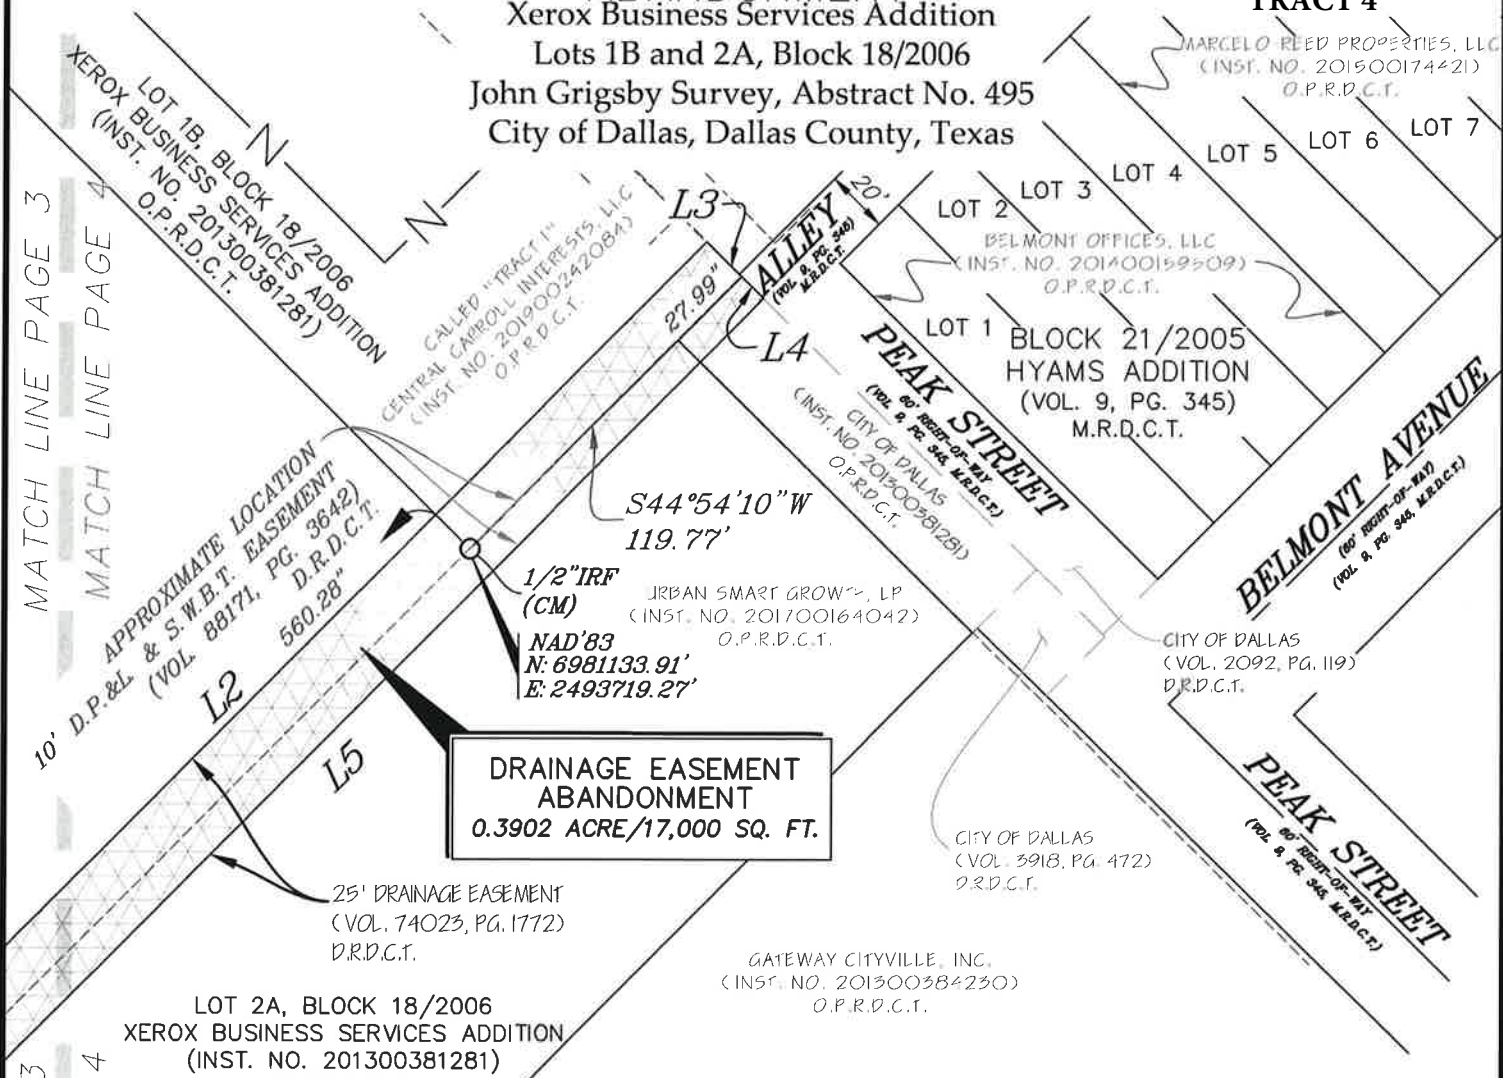 Xerox Business Services Addition
Lots 1B and 2A, Block 18/2006
John Grigsby Survey, Abstract No. 495
City of Dallas, Dallas County, Texas
TRACT 4
MARCELO REED PROPERTIES, LLC
(INST. NO. 201500174421)
O.P.R.D.C.T.
LOT 7
LOT 6
LOT 5
LOT 4
LOT 3
LOT 2
LOT 1
BELMONT OFFICES, LLC
(INST. NO. 201400159509)
O.P.R.D.C.T.
BLOCK 21/2005
HYAMS ADDITION
(VOL. 9, PG. 345)
M.R.D.C.T.
MATCH LINE PAGE 3
MATCH LINE PAGE 4
LOT 1B, BLOCK 18/2006
XEROX BUSINESS SERVICES ADDITION
(INST. NO. 201300381281)
O.P.R.D.C.T.
N
N
CALLED "TRACT 1"
CENTRAL CARROLL INTERESTS, LLC
(INST. NO. 201900242084)
O.P.R.D.C.T.
L3
ALLEY
(VOL. 9, PG. 345)
M.R.D.C.T.
20'
27.99"
L4
PEAK STREET
60' RIGHT-OF-WAY
(VOL. 9, PG. 345, M.R.D.C.T.)
CITY OF DALLAS
(INST. NO. 201300381281)
O.P.R.D.C.T.
BELMONT AVENUE
(60' RIGHT-OF-WAY)
(VOL. 9, PG. 345, M.R.D.C.T.)
APPROXIMATE LOCATION
10' D.P.&L. & S.W.B.T. EASEMENT
(VOL. 88171, PG. 3642)
D.R.D.C.T.
560.28"
L2
L5
S44°54'10"W
119.77'
1/2"IRF
(CM)
NAD'83
N: 6981133.91'
E: 2493719.27'
URBAN SMART GROWTH, LP
(INST. NO. 201700164042)
O.P.R.D.C.T.
CITY OF DALLAS
(VOL. 2092, PG. 119)
D.R.D.C.T.
DRAINAGE EASEMENT
ABANDONMENT
0.3902 ACRE/17,000 SQ. FT.
PEAK STREET
60' RIGHT-OF-WAY
(VOL. 9, PG. 345, M.R.D.C.T.)
CITY OF DALLAS
(VOL. 3918, PG. 472)
D.R.D.C.T.
25' DRAINAGE EASEMENT
(VOL. 74023, PG. 1772)
D.R.D.C.T.
GATEWAY CITYVILLE, INC.
(INST. NO. 201300384230)
O.P.R.D.C.T.
LOT 2A, BLOCK 18/2006
XEROX BUSINESS SERVICES ADDITION
(INST. NO. 201300381281)
3
4